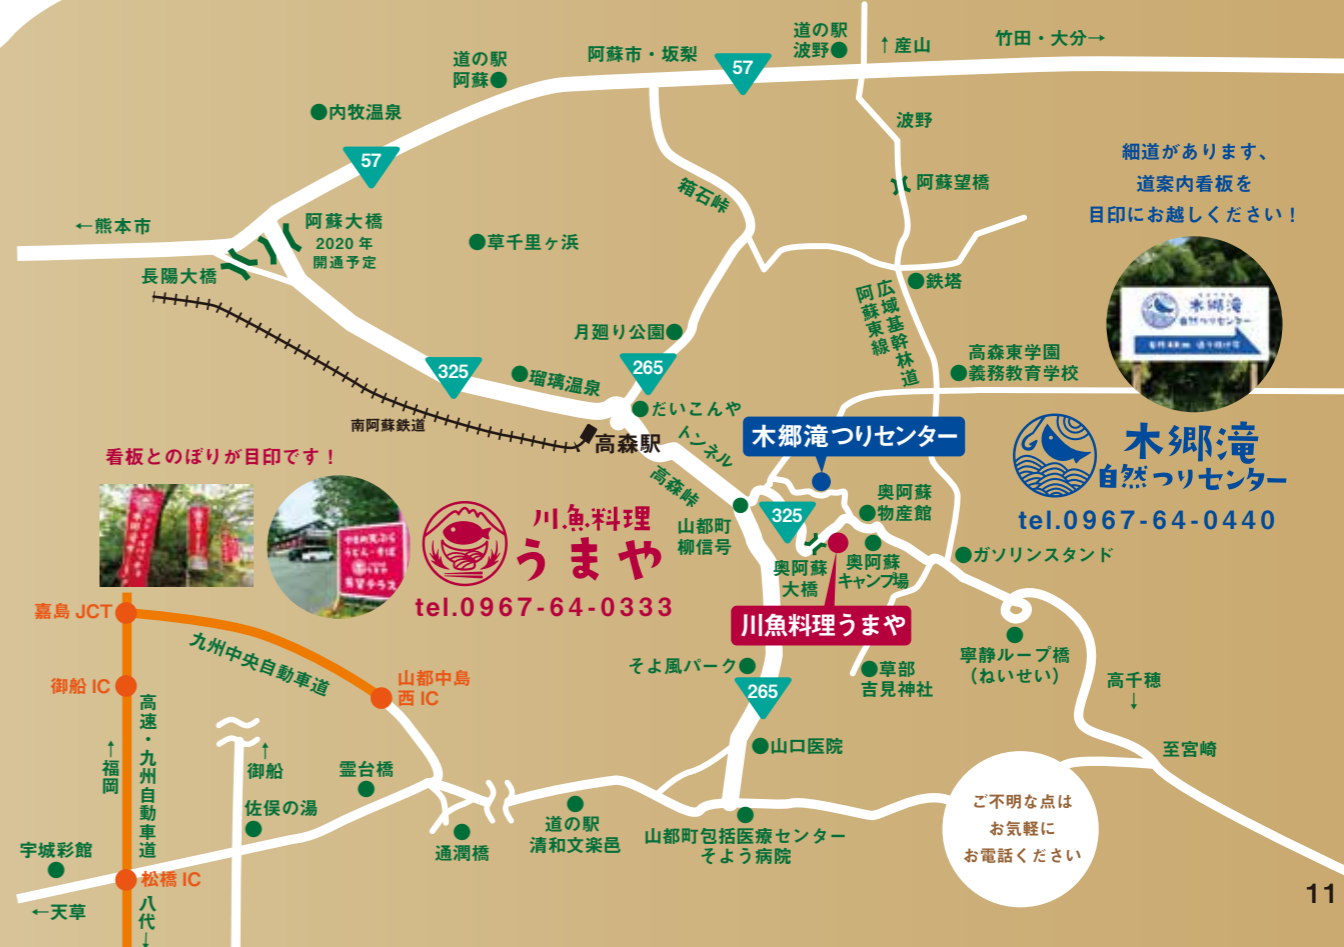 道の駅
波野
↑産山
竹田・大分→
道の駅
阿蘇
阿蘇市・坂梨
57
内牧温泉
57
波野
細道があります、
道案内看板を
目印にお越しください！
阿蘇望橋
箱石峠
←熊本市
阿蘇大橋
2020年
開通予定
草千里ヶ浜
長陽大橋
鉄塔
広域基幹林道
阿蘇東線
木郷滝
自然つりセンター
月廻り公園
265
325
瑠璃温泉
高森東学園
義務教育学校
だいこんや
南阿蘇鉄道
高森駅
トンネル
高森峠
木郷滝つりセンター
木郷滝
自然つりセンター
tel.0967-64-0440
看板とのぼりが目印です！
川魚料理
うまや
tel.0967-64-0333
山都町
柳信号
325
奥阿蘇
物産館
奥阿蘇
大橋
奥阿蘇
キャンプ場
ガソリンスタンド
川魚料理うまや
嘉島JCT
九州中央自動車道
御船IC
山都中島
西IC
そよ風パーク
265
草部
吉見神社
寧静ループ橋
(ねいせい)
高千穂
↓
至宮崎
高速・九州自動車道
↑福岡
↑
御船
霊台橋
山口医院
佐俣の湯
宇城彩館
松橋IC
通潤橋
道の駅
清和文楽邑
山都町包括医療センター
そよう病院
ご不明な点は
お気軽に
お電話ください
←天草
八代↓
11